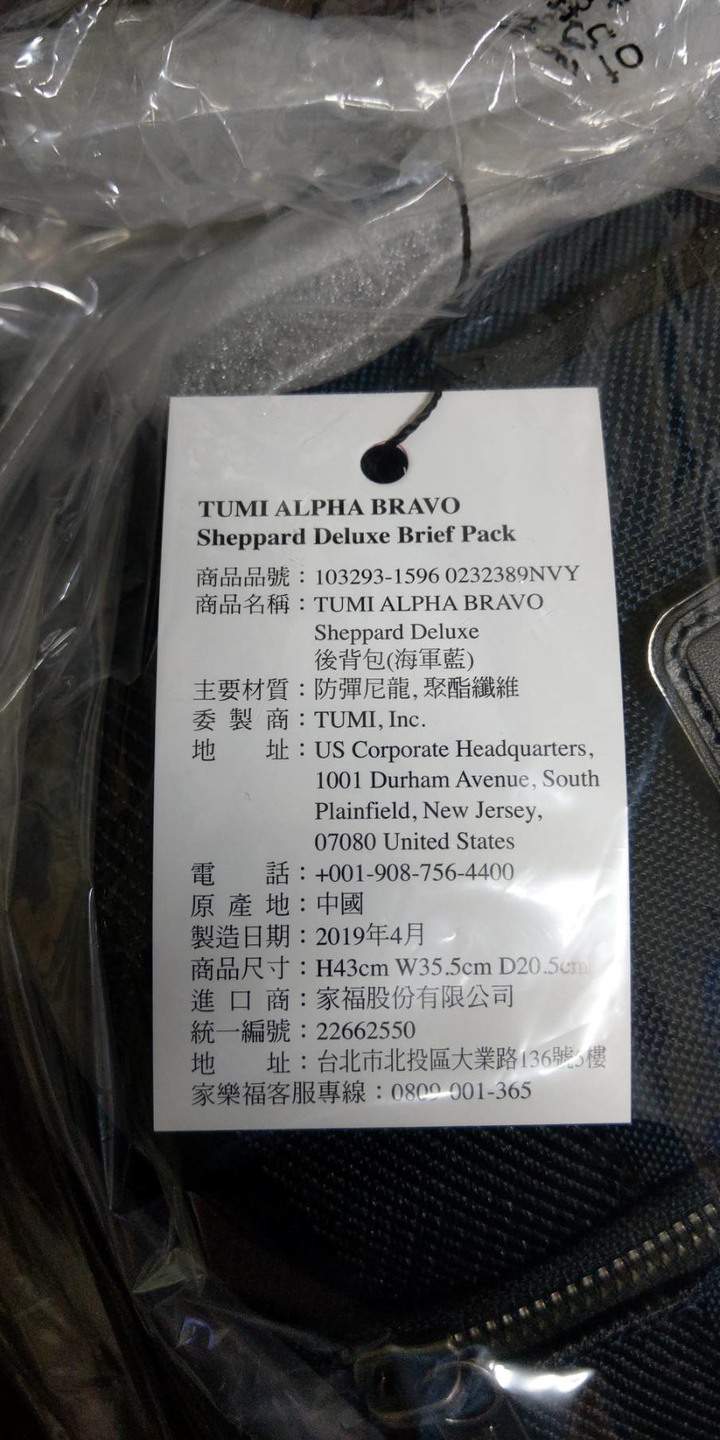 TUMI ALPHA BRAVO
Sheppard Deluxe Brief Pack
商品品號：103293-1596 0232389NVY
商品名稱：TUMI ALPHA BRAVO
Sheppard Deluxe
後背包(海軍藍)
主要材質：防彈尼龍, 聚酯纖維
委製商：TUMI, Inc.
地址：US Corporate Headquarters,
1001 Durham Avenue, South
Plainfield, New Jersey,
07080 United States
電話：+001-908-756-4400
原產地：中國
製造日期：2019年4月
商品尺寸：H43cm W35.5cm D20.5cm
進口商：家福股份有限公司
統一編號：22662550
地址：台北市北投區大業路136號5樓
家樂福客服專線：0809-001-365